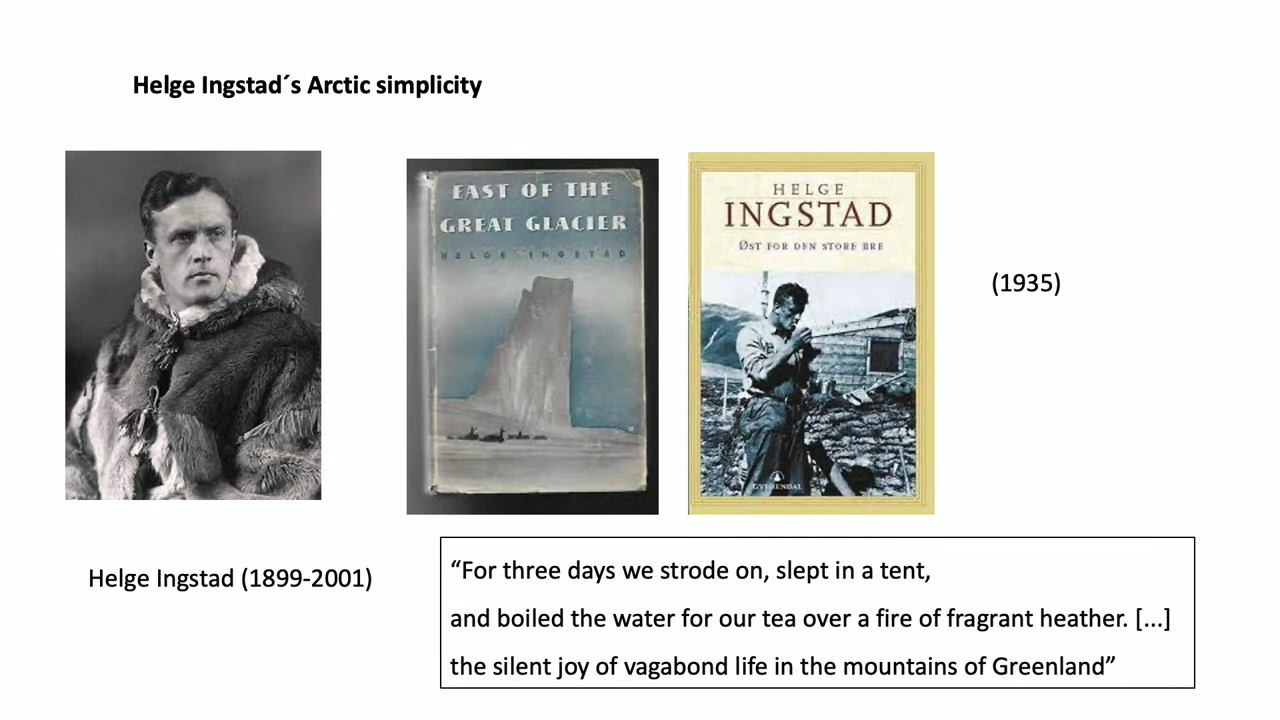 Helge Ingstad´s Arctic simplicity
EAST OF THE
GREAT GLACIER
HELGE INGSTAD
HELGE
INGSTAD
ØST FOR DEN STORE BRE
GYLDENDAL
(1935)
Helge Ingstad (1899-2001)
“For three days we strode on, slept in a tent,
and boiled the water for our tea over a fire of fragrant heather. [...]
the silent joy of vagabond life in the mountains of Greenland”